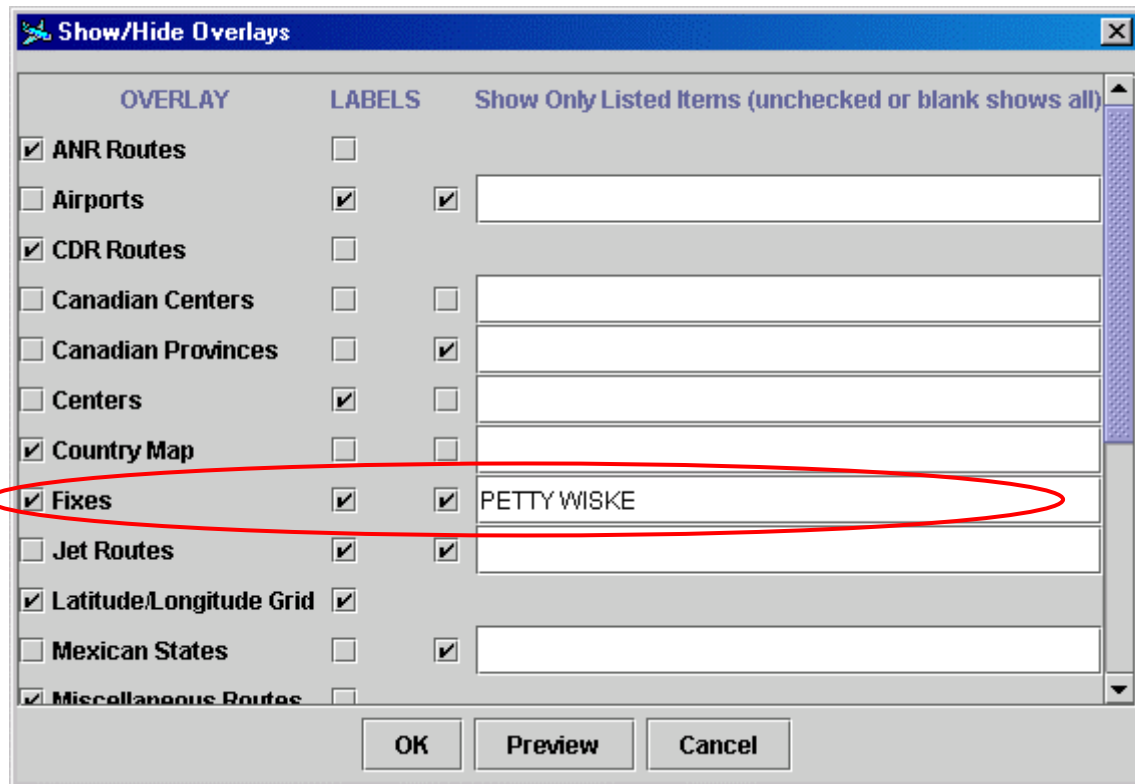 Show/Hide Overlays
OVERLAY LABELS Show Only Listed Items (unchecked or blank shows all)
ANR Routes
Airports
CDR Routes
Canadian Centers
Canadian Provinces
Centers
Country Map
Fixes PETTY WISKE
Jet Routes
Latitude/Longitude Grid
Mexican States
Miscellaneous Routes
OK Preview Cancel